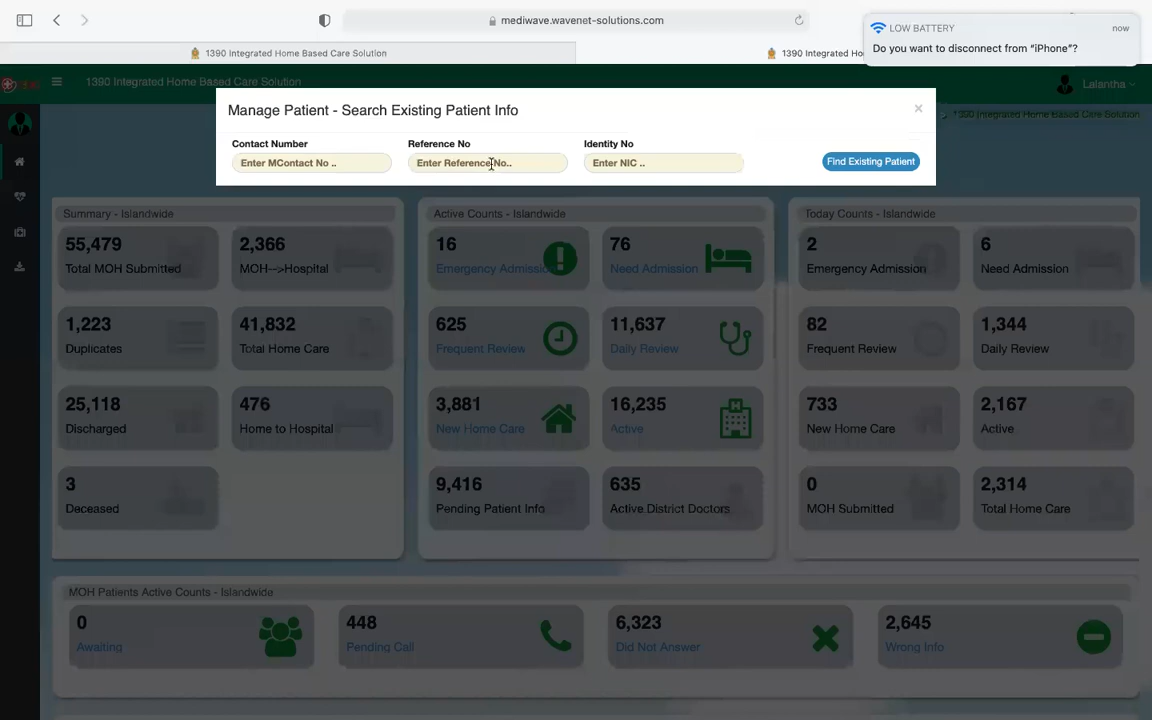 mediwave.wavenet-solutions.com
LOW BATTERY
now
Do you want to disconnect from “iPhone”?
1390 Integrated Home Based Care Solution
1390 Integrated Ho
1390 Integrated Home Based Care Solution
Lalantha
1390 Integrated Home Based Care Solution
Manage Patient - Search Existing Patient Info
×
Contact Number
Reference No
Identity No
Enter MContact No ..
Enter Reference No..
Enter NIC ..
Find Existing Patient
Summary - Islandwide
55,479
Total MOH Submitted
2,366
MOH-->Hospital
1,223
Duplicates
41,832
Total Home Care
25,118
Discharged
476
Home to Hospital
3
Deceased
Active Counts - Islandwide
16
Emergency Admission
76
Need Admission
625
Frequent Review
11,637
Daily Review
3,881
New Home Care
16,235
Active
9,416
Pending Patient Info
635
Active District Doctors
Today Counts - Islandwide
2
Emergency Admission
6
Need Admission
82
Frequent Review
1,344
Daily Review
733
New Home Care
2,167
Active
0
MOH Submitted
2,314
Total Home Care
MOH Patients Active Counts - Islandwide
0
Awaiting
448
Pending Call
6,323
Did Not Answer
2,645
Wrong Info